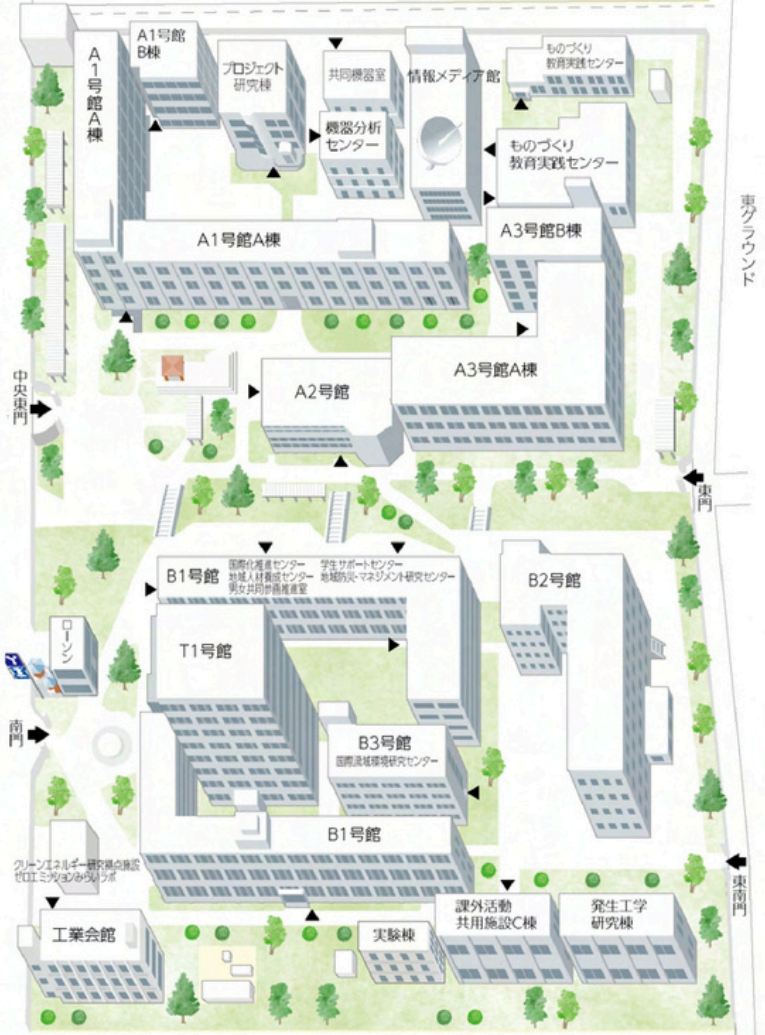 A1号館A棟
A1号館
B棟
プロジェクト
研究棟
共同機器室
機器分析
センター
情報メディア館
ものづくり
教育実践センター
ものづくり
教育実践センター
東グラウンド
A1号館A棟
A3号館B棟
中央東門
A2号館
A3号館A棟
東門
B1号館
国際化推進センター
地域人材養成センター
男女共同参画推進室
学生サポートセンター
地域防災・マネジメント研究センター
B2号館
ローソン
T1号館
南門
B3号館
国際流域環境研究センター
B1号館
クリーンエネルギー研究拠点施設
ゼロエミッションみらいラボ
東南門
工業会館
実験棟
課外活動
共用施設C棟
発生工学
研究棟